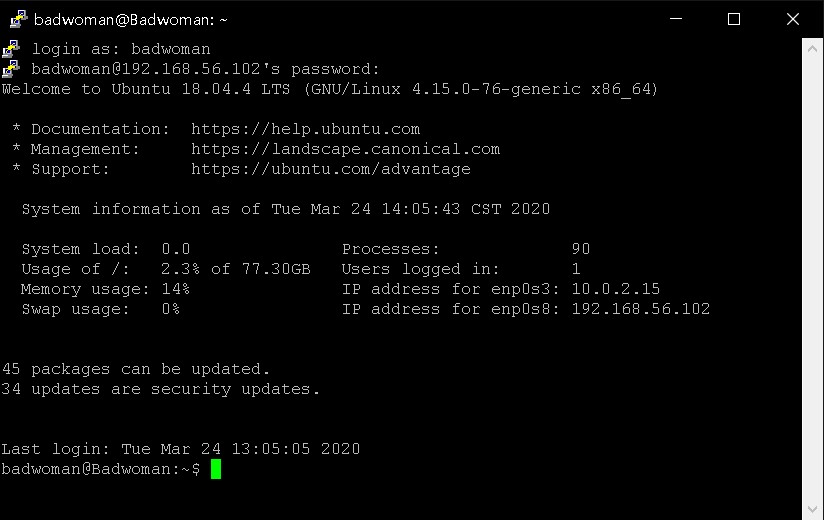 badwoman@Badwoman: ~
login as: badwoman
badwoman@192.168.56.102's password:
Welcome to Ubuntu 18.04.4 LTS (GNU/Linux 4.15.0-76-generic x86_64)
* Documentation:  https://help.ubuntu.com
* Management:     https://landscape.canonical.com
* Support:        https://ubuntu.com/advantage
System information as of Tue Mar 24 14:05:43 CST 2020
System load:  0.0               Processes:             90
Usage of /:   2.3% of 77.30GB   Users logged in:       1
Memory usage: 14%               IP address for enp0s3: 10.0.2.15
Swap usage:   0%                IP address for enp0s8: 192.168.56.102
45 packages can be updated.
34 updates are security updates.
Last login: Tue Mar 24 13:05:05 2020
badwoman@Badwoman:~$